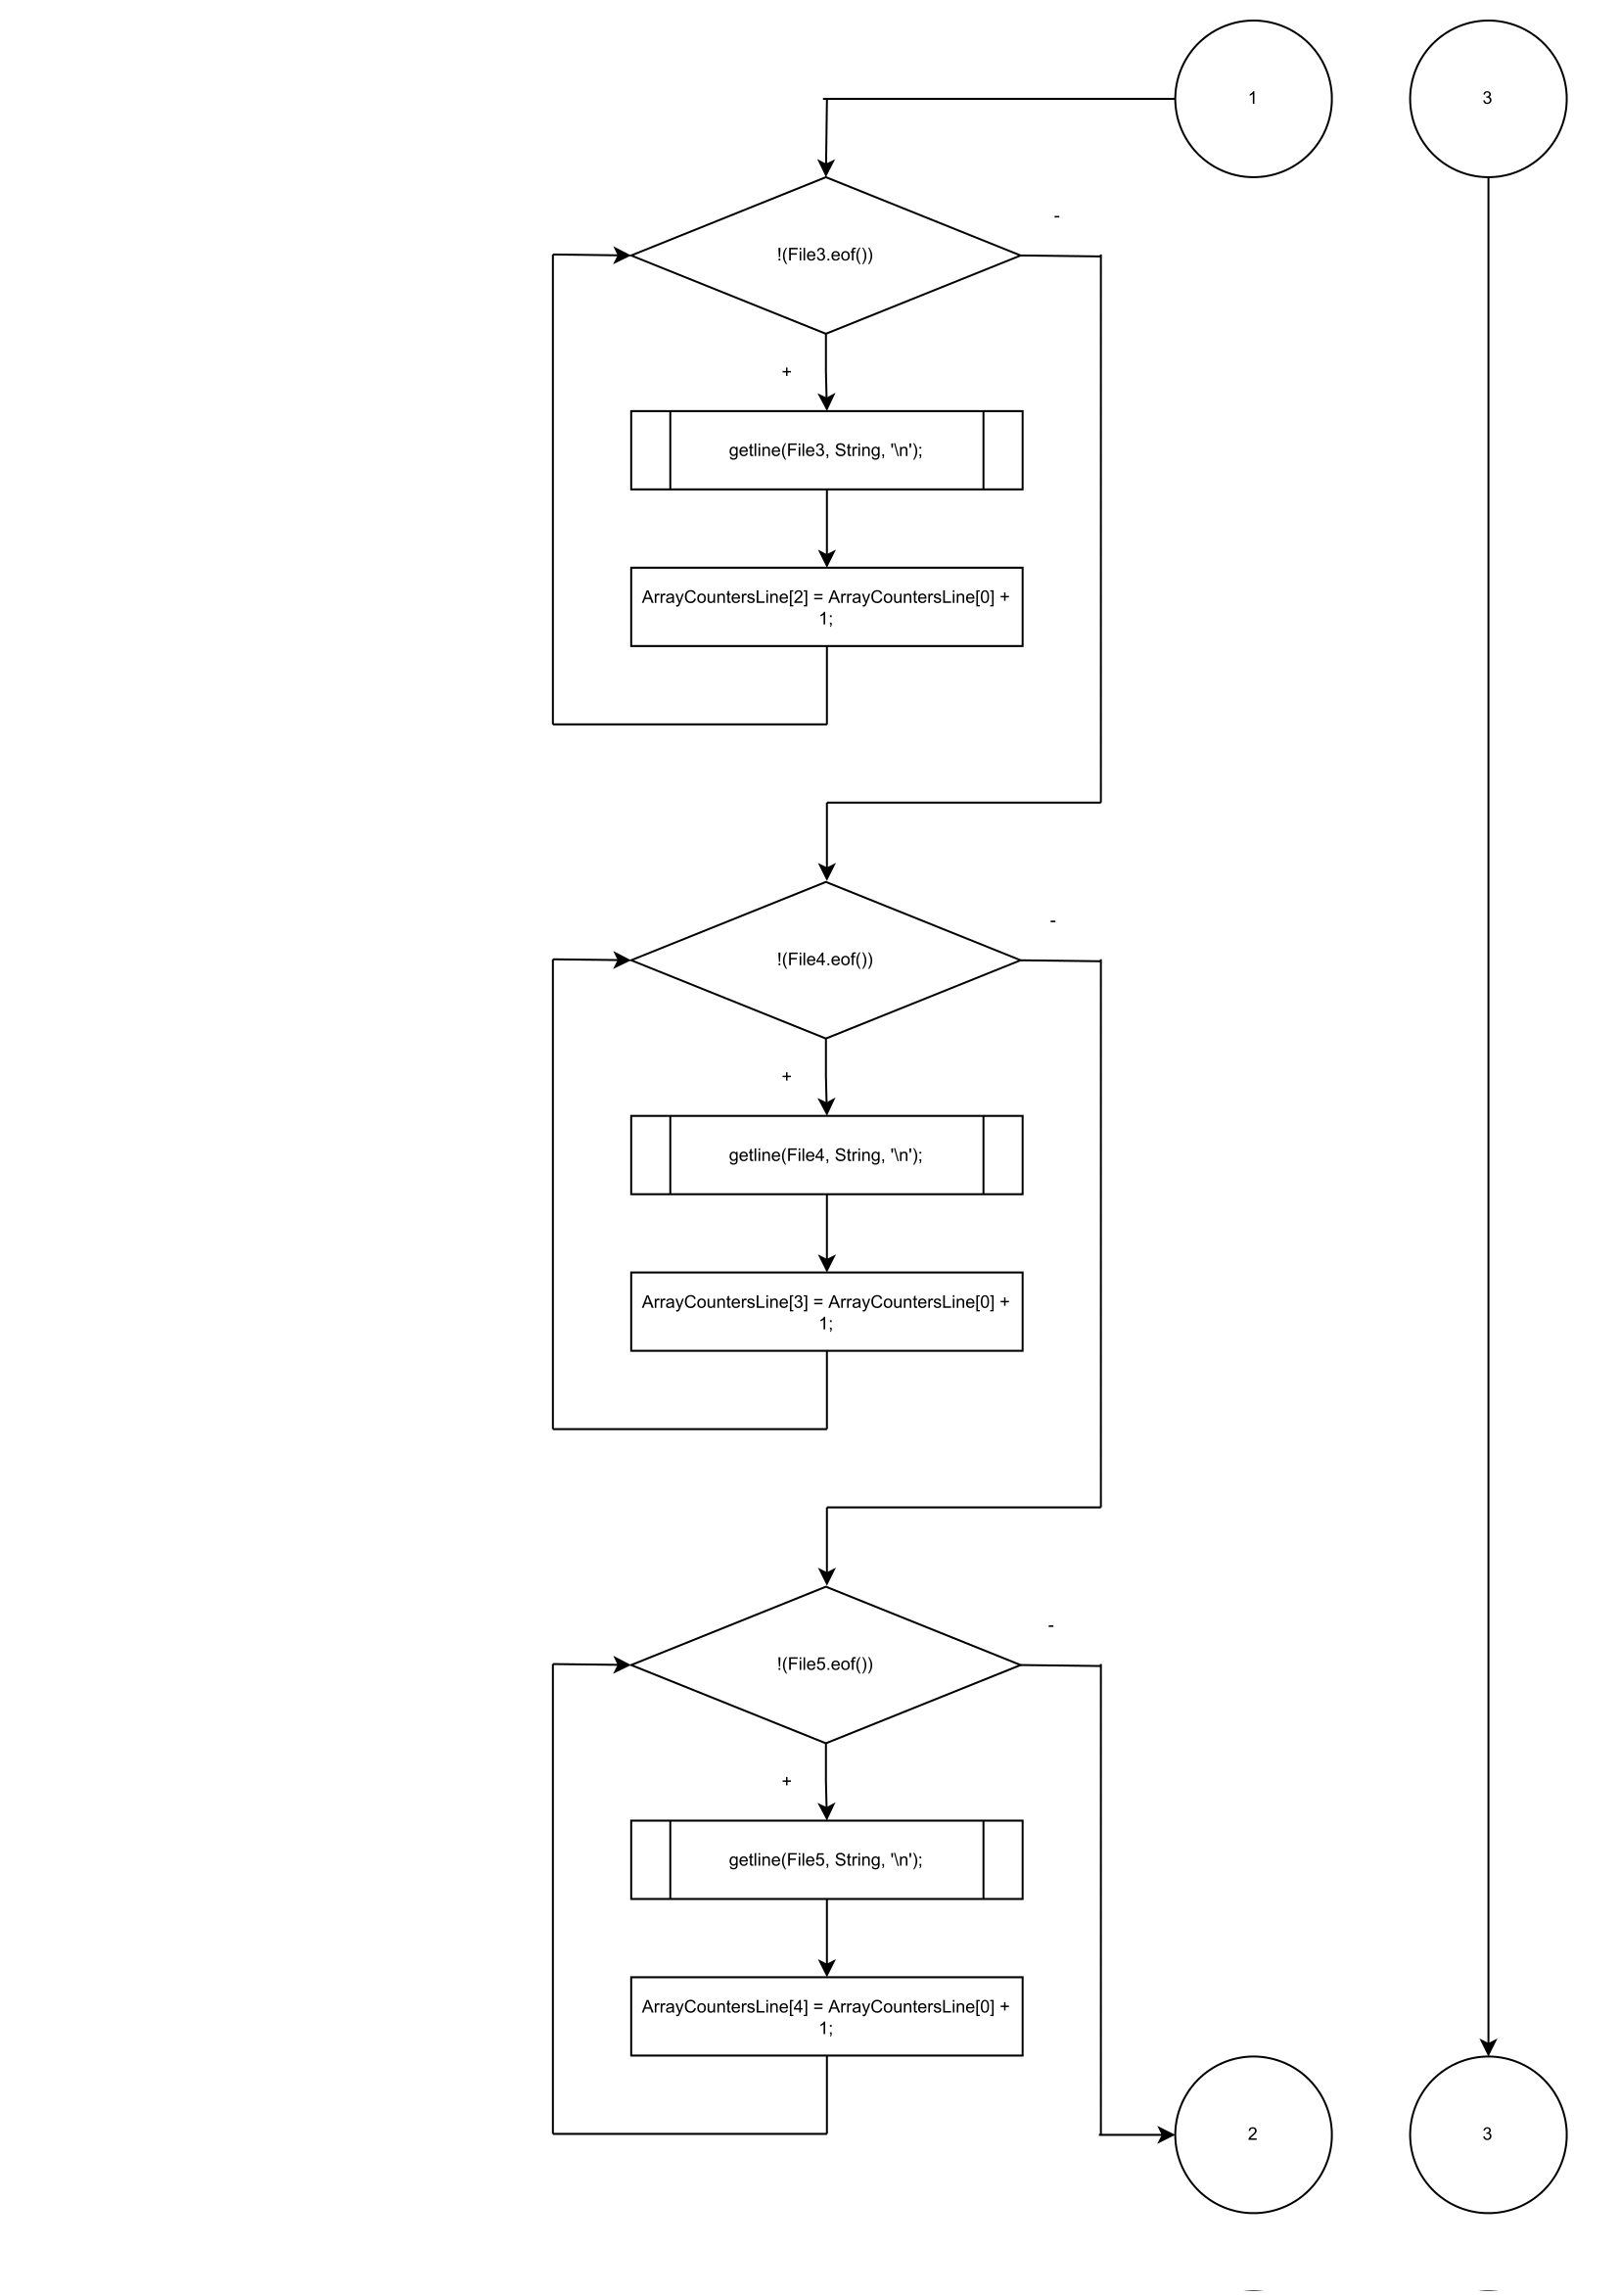 1
3
-
!(File3.eof())
+
getline(File3, String, '\n');
ArrayCountersLine[2] = ArrayCountersLine[0] +
1;
-
!(File4.eof())
+
getline(File4, String, '\n');
ArrayCountersLine[3] = ArrayCountersLine[0] +
1;
-
!(File5.eof())
+
getline(File5, String, '\n');
ArrayCountersLine[4] = ArrayCountersLine[0] +
1;
2
3